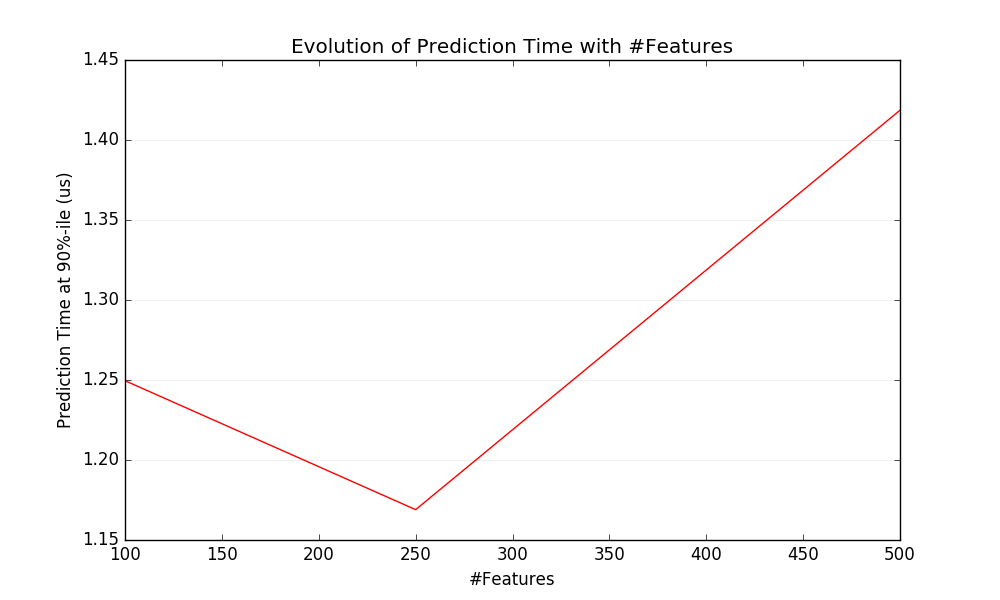 Evolution of Prediction Time with #Features
Prediction Time at 90%-ile (us)
1.45
1.40
1.35
1.30
1.25
1.20
1.15
100 150 200 250 300 350 400 450 500
#Features